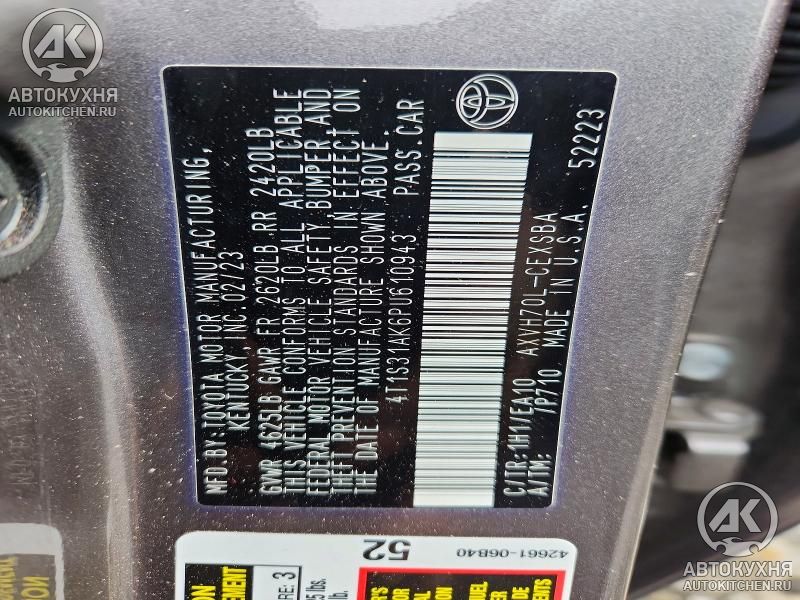 АВТОКУХНЯ
AUTOKITCHEN.RU
MFD. BY: TOYOTA MOTOR MANUFACTURING,
KENTUCKY, INC. 02/23
GVWR 4625LB GAWR FR 2620LB RR 2420LB
THIS VEHICLE CONFORMS TO ALL APPLICABLE
FEDERAL MOTOR VEHICLE SAFETY, BUMPER AND
THEFT PREVENTION STANDARDS IN EFFECT ON
THE DATE OF MANUFACTURE SHOWN ABOVE.
4T1S31AK6PU610943 PASS.CAR
C/TR: 1H1/EA10 AXVH70L-CEXSBA
A/TM: /P710 MADE IN U.S.A. 52223
52
42661-06B40
3
АВТОКУХНЯ
AUTOKITCHEN.RU